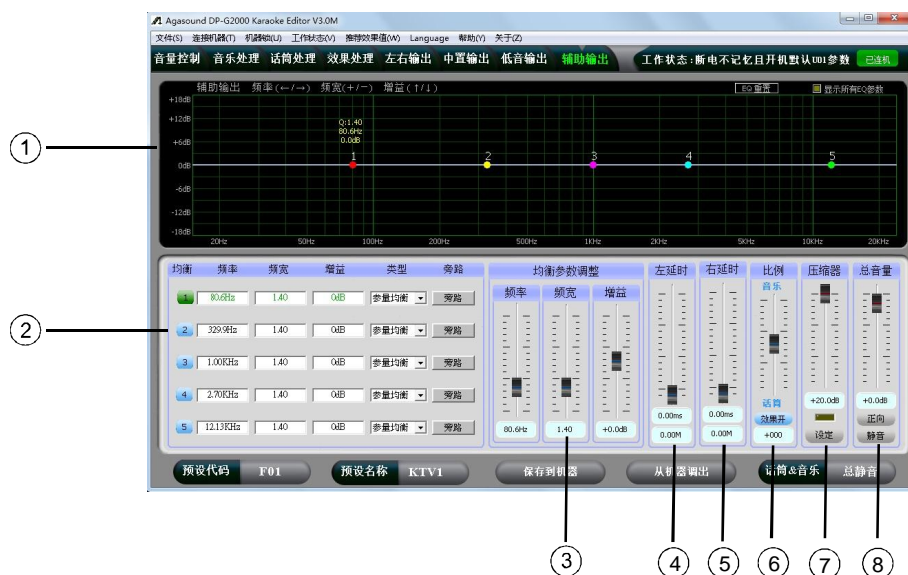 Agasound DP-G2000 Karaoke Editor V3.0M
文件(S) 连接机器(T) 机器锁(U) 工作状态(V) 推荐效果值(W) Language 帮助(Y) 关于(Z)
音量控制 音乐处理 话筒处理 效果处理 左右输出 中置输出 低音输出 辅助输出 工作状态:断电不记忆且开机默认U01参数 已连机
辅助输出 频率(←/→) 频宽(+/-) 增益(↑/↓) EQ重置 显示所有EQ参数
+18dB
+12dB
+6dB
0dB
-6dB
-12dB
-18dB
Q:1.40
80.6Hz
0.0dB
1 2 3 4 5
20Hz 50Hz 100Hz 200Hz 500Hz 1KHz 2KHz 5KHz 10KHz 20KHz
均衡 频率 频宽 增益 类型 旁路
1 80.6Hz 1.40 0dB 参量均衡 旁路
2 329.9Hz 1.40 0dB 参量均衡 旁路
3 1.00KHz 1.40 0dB 参量均衡 旁路
4 2.70KHz 1.40 0dB 参量均衡 旁路
5 12.13KHz 1.40 0dB 参量均衡 旁路
均衡参数调整
频率 频宽 增益
80.6Hz 1.40 +0.0dB
左延时
0.00ms
0.00M
右延时
0.00ms
0.00M
比例
音乐
话筒
效果开
+000
压缩器
+20.0dB
设定
总音量
+0.0dB
正向
静音
预设代码 F01 预设名称 KTV1 保存到机器 从机器调出 话筒&音乐 总静音
1
2
3
4
5
6
7
8